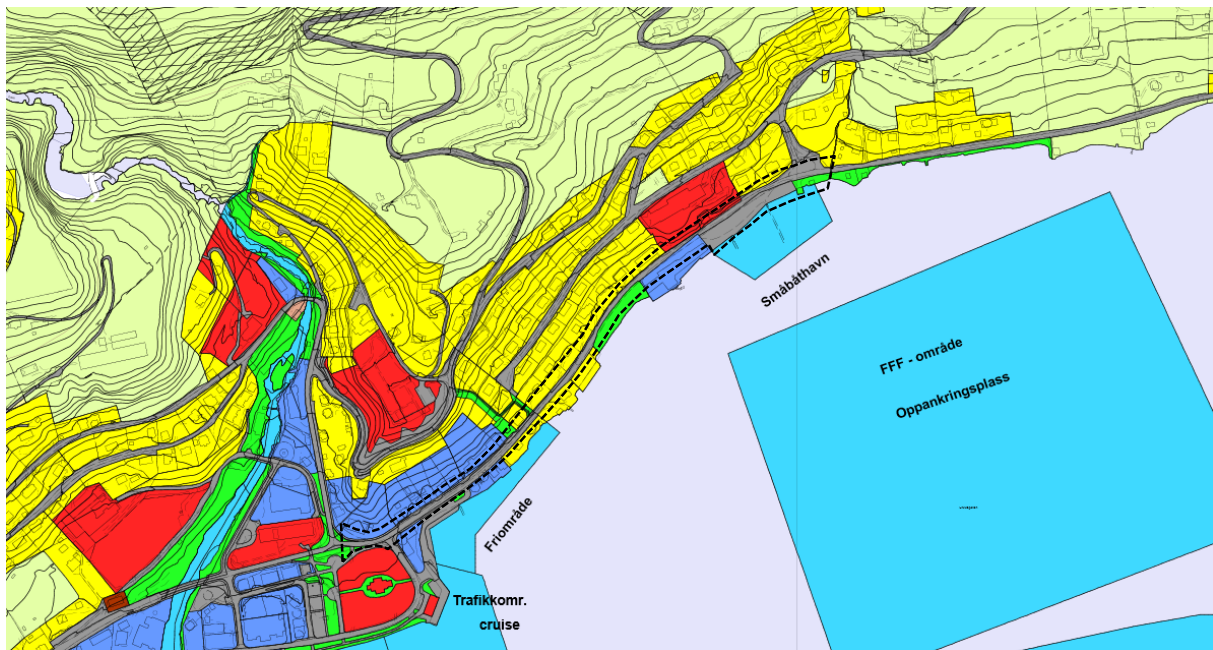 Småbåthavn
FFF - område
Oppankringsplass
Friområde
Trafikkomr.
cruise